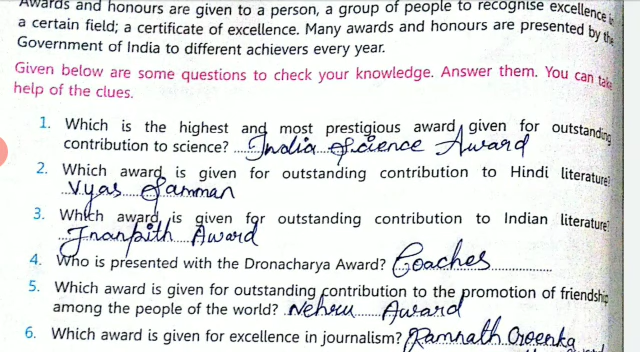 Awards and honours are given to a person, a group of people to recognise excellence in
a certain field; a certificate of excellence. Many awards and honours are presented by the
Government of India to different achievers every year.
Given below are some questions to check your knowledge. Answer them. You can take
help of the clues.
1. Which is the highest and most prestigious award given for outstanding
contribution to science? India Science Award
2. Which award is given for outstanding contribution to Hindi literature?
Vyas Samman
3. Which award is given for outstanding contribution to Indian literature?
Jnanpith Award
4. Who is presented with the Dronacharya Award? Coaches
5. Which award is given for outstanding contribution to the promotion of friendship
among the people of the world? Nehru Award
6. Which award is given for excellence in journalism? Ramnath Goenka